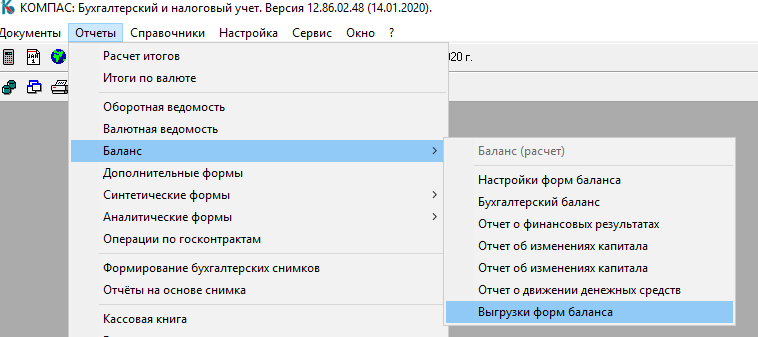 КОМПАС: Бухгалтерский и налоговый учет. Версия 12.86.02.48 (14.01.2020).
Документы Отчеты Справочники Настройка Сервис Окно ?
020 г.
Расчет итогов
Итоги по валюте
Оборотная ведомость
Валютная ведомость
Баланс
Дополнительные формы
Синтетические формы
Аналитические формы
Операции по госконтрактам
Формирование бухгалтерских снимков
Отчёты на основе снимка
Кассовая книга
Баланс (расчет)
Настройки форм баланса
Бухгалтерский баланс
Отчет о финансовых результатах
Отчет об изменениях капитала
Отчет об изменениях капитала
Отчет о движении денежных средств
Выгрузки форм баланса